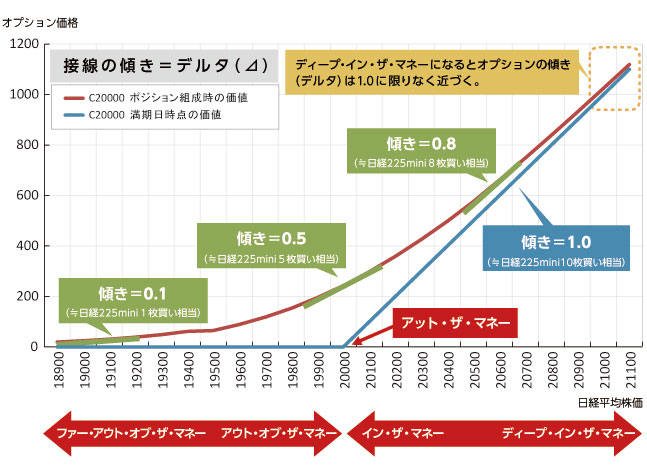 オプション価格
1200
1000
800
600
400
200
0
接線の傾き＝デルタ(⊿)
C20000 ポジション組成時の価値
C20000 満期日時点の価値
ディープ・イン・ザ・マネーになるとオプションの傾き
(デルタ)は1.0に限りなく近づく。
傾き＝0.8
(≒日経225mini８枚買い相当)
傾き＝0.5
(≒日経225mini５枚買い相当)
傾き＝1.0
(≒日経225mini10枚買い相当)
傾き＝0.1
(≒日経225mini１枚買い相当)
アット・ザ・マネー
18900
19000
19100
19200
19300
19400
19500
19600
19700
19800
19900
20000
20100
20200
20300
20400
20500
20600
20700
20800
20900
21000
21100
日経平均株価
ファー・アウト・オブ・ザ・マネー アウト・オブ・ザ・マネー イン・ザ・マネー ディープ・イン・ザ・マネー